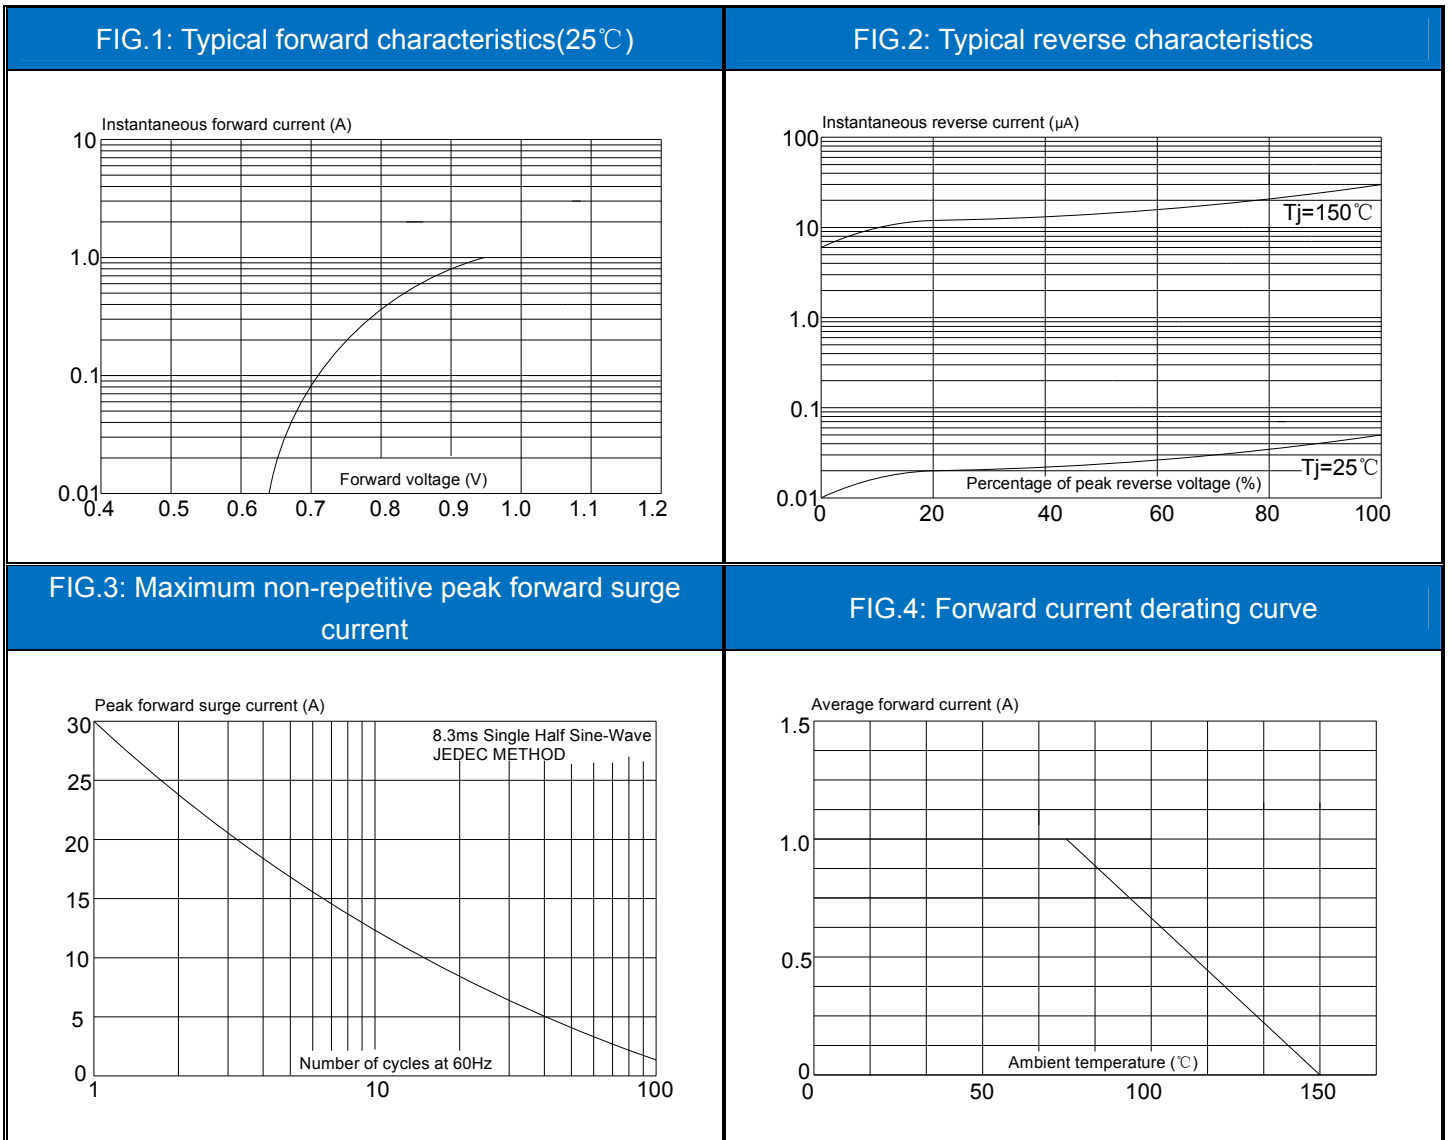 FIG.1: Typical forward characteristics(25℃)
FIG.2: Typical reverse characteristics
Instantaneous forward current (A)
10
1.0
0.1
0.01
Forward voltage (V)
0.4 0.5 0.6 0.7 0.8 0.9 1.0 1.1 1.2
Instantaneous reverse current (μA)
100
Tj=150℃
10
1.0
0.1
Tj=25℃
Percentage of peak reverse voltage (%)
0.01
0 20 40 60 80 100
FIG.3: Maximum non-repetitive peak forward surge
current
FIG.4: Forward current derating curve
Peak forward surge current (A)
30
8.3ms Single Half Sine-Wave
JEDEC METHOD
25
20
15
10
5
Number of cycles at 60Hz
0
1 10 100
Average forward current (A)
1.5
1.0
0.5
Ambient temperature (℃)
0
0 50 100 150